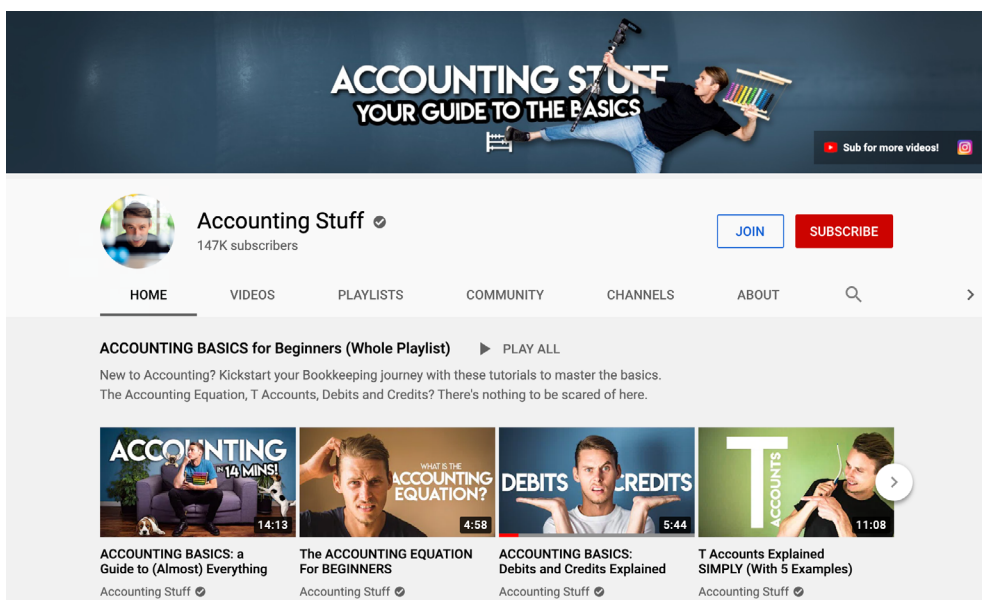 ACCOUNTING STUFF
YOUR GUIDE TO THE BASICS
Sub for more videos!
Accounting Stuff
147K subscribers
JOIN
SUBSCRIBE
HOME
VIDEOS
PLAYLISTS
COMMUNITY
CHANNELS
ABOUT
ACCOUNTING BASICS for Beginners (Whole Playlist)
PLAY ALL
New to Accounting? Kickstart your Bookkeeping journey with these tutorials to master the basics.
The Accounting Equation, T Accounts, Debits and Credits? There's nothing to be scared of here.
ACCOUNTING
IN 14 MINS!
14:13
WHAT IS THE
ACCOUNTING
EQUATION?
4:58
DEBITS CREDITS
5:44
T
ACCOUNTS
11:08
ACCOUNTING BASICS: a
Guide to (Almost) Everything
Accounting Stuff
The ACCOUNTING EQUATION
For BEGINNERS
Accounting Stuff
ACCOUNTING BASICS:
Debits and Credits Explained
Accounting Stuff
T Accounts Explained
SIMPLY (With 5 Examples)
Accounting Stuff